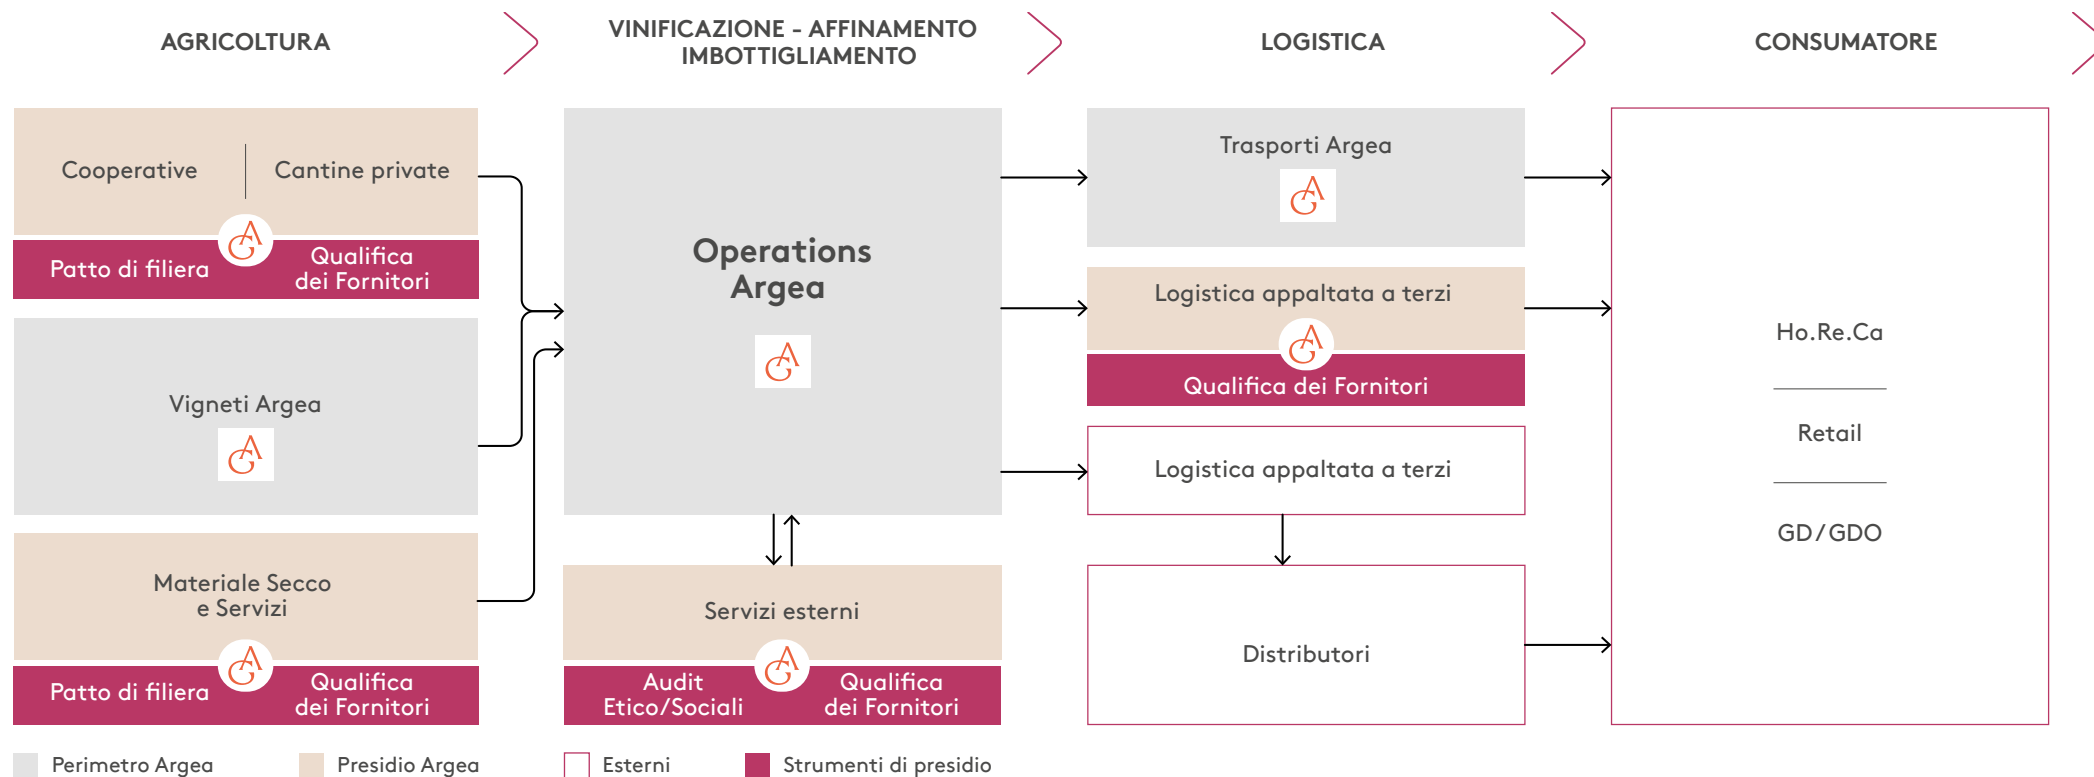 AGRICOLTURA
VINIFICAZIONE - AFFINAMENTO
IMBOTTIGLIAMENTO
LOGISTICA
CONSUMATORE
Cooperative
Cantine private
Patto di filiera
Qualifica
dei Fornitori
Vigneti Argea
Materiale Secco
e Servizi
Patto di filiera
Qualifica
dei Fornitori
Operations
Argea
Servizi esterni
Audit
Etico/Sociali
Qualifica
dei Fornitori
Trasporti Argea
Logistica appaltata a terzi
Qualifica dei Fornitori
Logistica appaltata a terzi
Distributori
Ho.Re.Ca
Retail
GD/GDO
Perimetro Argea
Presidio Argea
Esterni
Strumenti di presidio